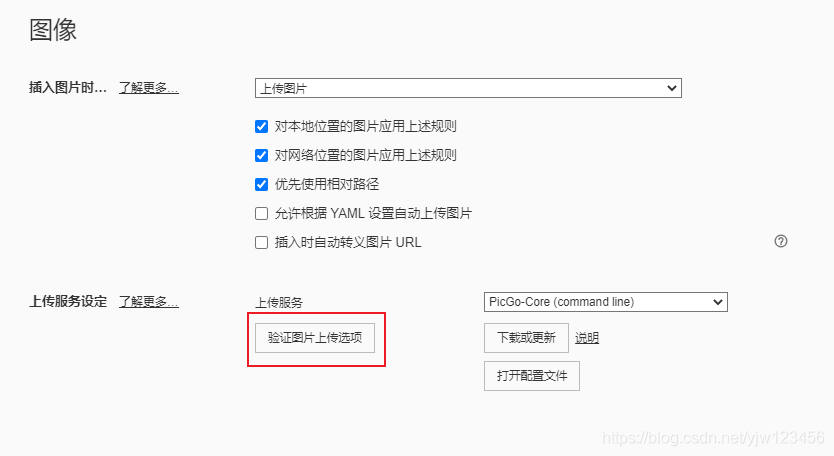 图像
插入图片时… 了解更多… 上传图片
对本地位置的图片应用上述规则
对网络位置的图片应用上述规则
优先使用相对路径
允许根据 YAML 设置自动上传图片
插入时自动转义图片 URL ?
上传服务设定 了解更多… 上传服务 PicGo-Core (command line)
验证图片上传选项 下载或更新 说明
打开配置文件
https://blog.csdn.net/yjw123456